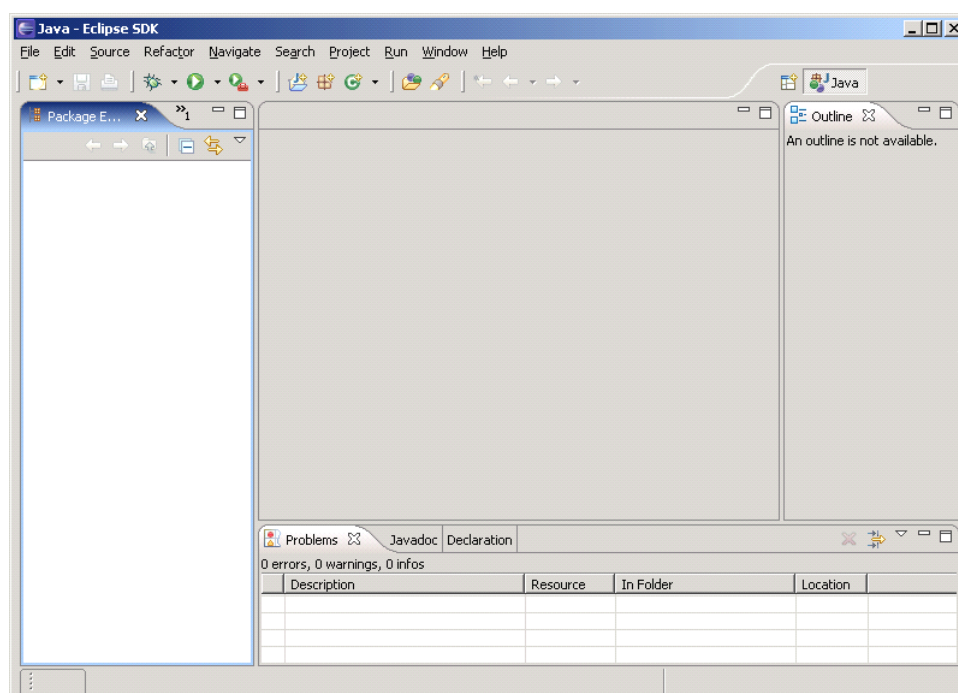 Java - Eclipse SDK
File Edit Source Refactor Navigate Search Project Run Window Help
Java
Package E... »1
Outline
An outline is not available.
Problems Javadoc Declaration
0 errors, 0 warnings, 0 infos
Description Resource In Folder Location